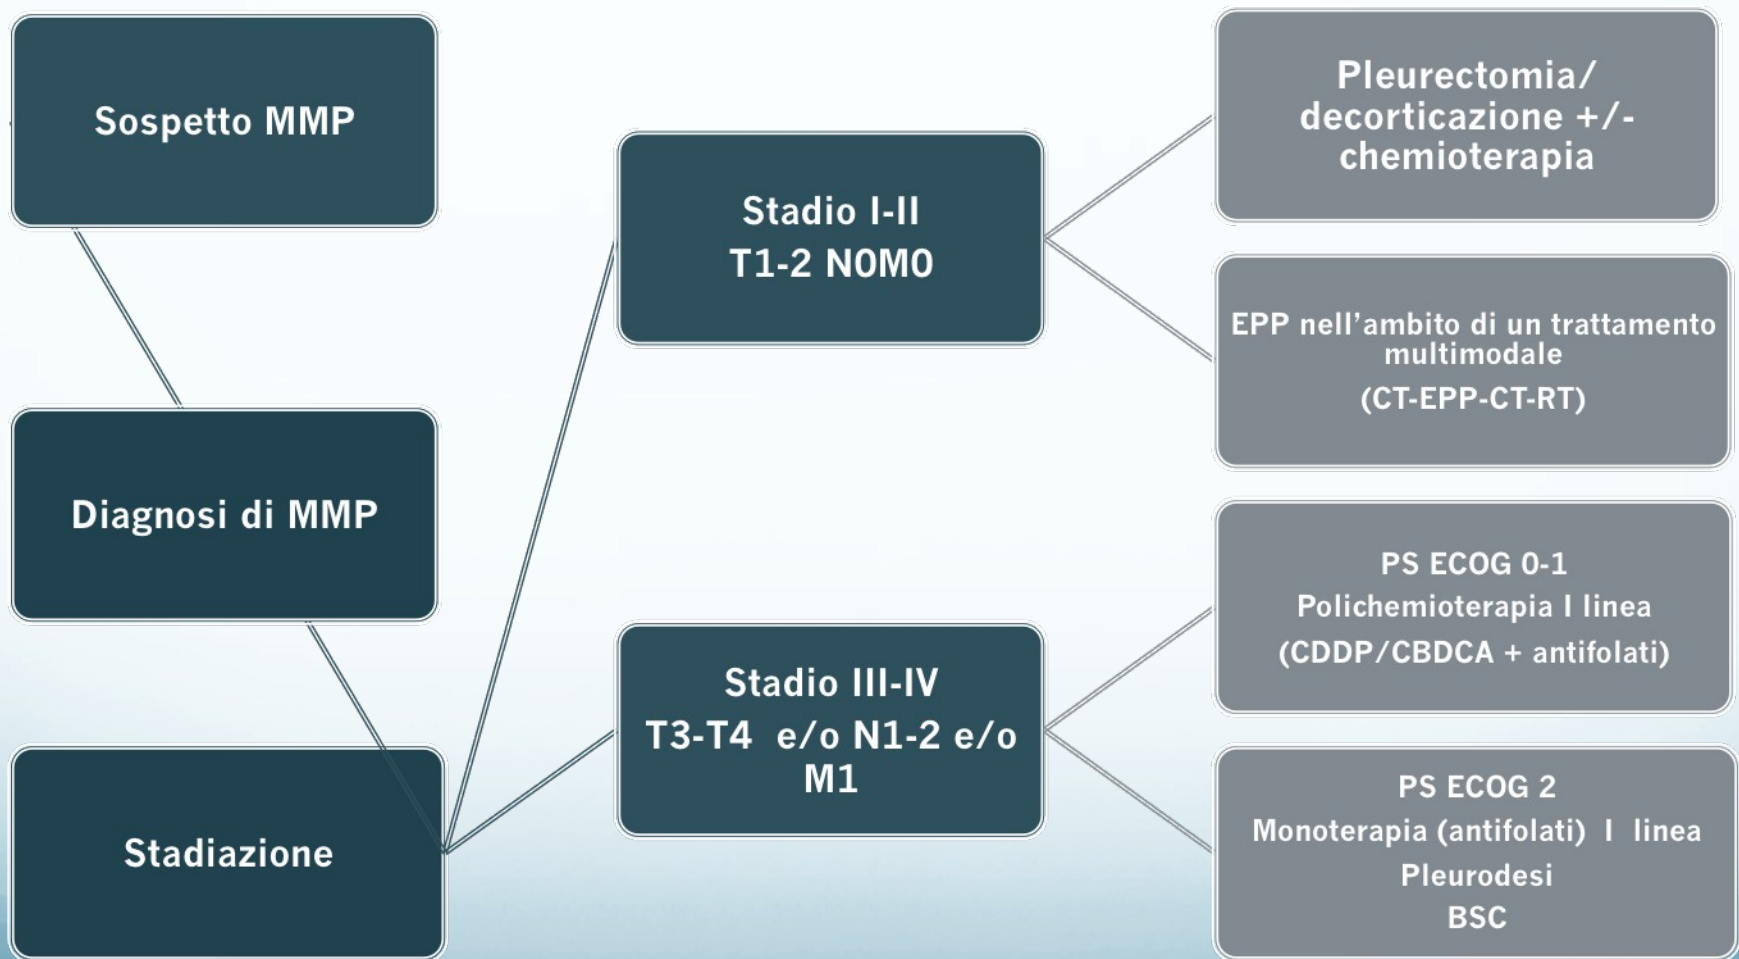 Sospetto MMP
Diagnosi di MMP
Stadiazione
Stadio I-II
T1-2 N0M0
Stadio III-IV
T3-T4 e/o N1-2 e/o
M1
Pleurectomia/
decorticazione +/-
chemioterapia
EPP nell'ambito di un trattamento
multimodale
(CT-EPP-CT-RT)
PS ECOG 0-1
Polichemioterapia I linea
(CDDP/CBDCA + antifolati)
PS ECOG 2
Monoterapia (antifolati) I linea
Pleurodesi
BSC